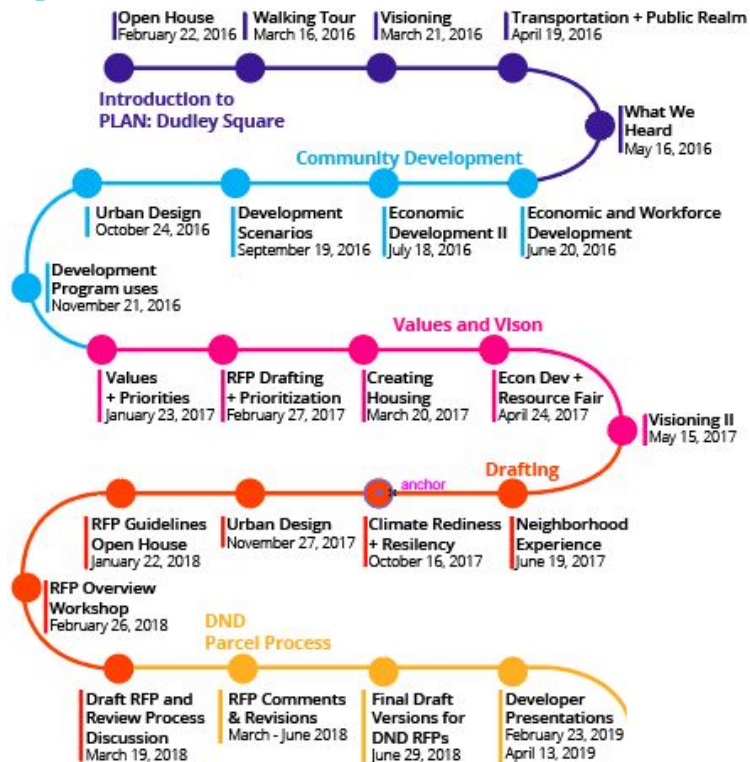 Open House
February 22, 2016
Walking Tour
March 16, 2016
Visioning
March 21, 2016
Transportation + Public Realm
April 19, 2016
Introduction to
PLAN: Dudley Square
What We
Heard
May 16, 2016
Community Development
Urban Design
October 24, 2016
Development
Scenarios
September 19, 2016
Economic
Development II
July 18, 2016
Economic and Workforce
Development
June 20, 2016
Development
Program uses
November 21, 2016
Values and VIson
Values
+ Priorities
January 23, 2017
RFP Drafting
+ Prioritization
February 27, 2017
Creating
Housing
March 20, 2017
Econ Dev +
Resource Fair
April 24, 2017
Visioning II
May 15, 2017
Drafting
anchor
RFP Guidelines
Open House
January 22, 2018
Urban Design
November 27, 2017
Climate Rediness
+ Resilency
October 16, 2017
Neighborhood
Experience
June 19, 2017
RFP Overview
Workshop
February 26, 2018
DND
Parcel Process
Draft RFP and
Review Process
Discussion
March 19, 2018
RFP Comments
& Revisions
March - June 2018
Final Draft
Versions for
DND RFPs
June 29, 2018
Developer
Presentations
February 23, 2019
April 13, 2019